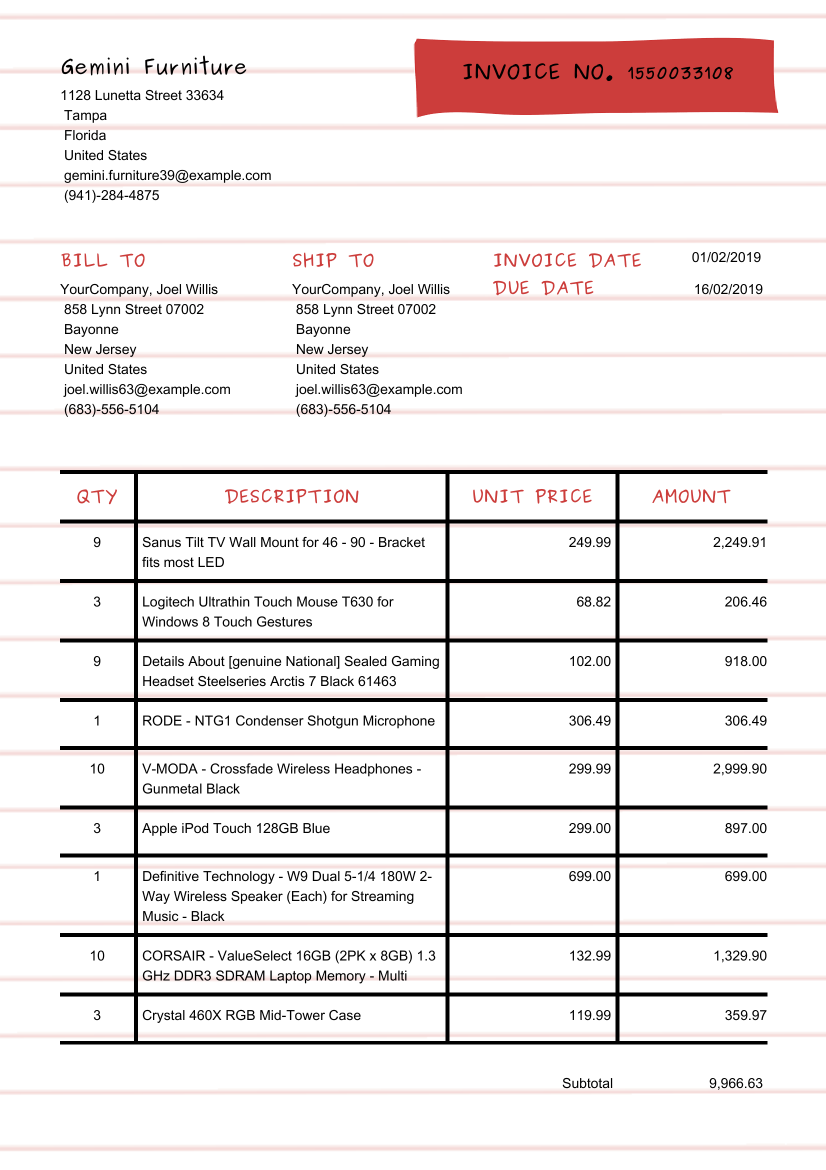 Gemini Furniture
INVOICE NO. 1550033108
1128 Lunetta Street 33634
Tampa
Florida
United States
gemini.furniture39@example.com
(941)-284-4875
BILL TO
YourCompany, Joel Willis
858 Lynn Street 07002
Bayonne
New Jersey
United States
joel.willis63@example.com
(683)-556-5104
SHIP TO
YourCompany, Joel Willis
858 Lynn Street 07002
Bayonne
New Jersey
United States
joel.willis63@example.com
(683)-556-5104
INVOICE DATE 01/02/2019
DUE DATE 16/02/2019
QTY DESCRIPTION UNIT PRICE AMOUNT
9 Sanus Tilt TV Wall Mount for 46 - 90 - Bracket 249.99 2,249.91
fits most LED
3 Logitech Ultrathin Touch Mouse T630 for 68.82 206.46
Windows 8 Touch Gestures
9 Details About [genuine National] Sealed Gaming 102.00 918.00
Headset Steelseries Arctis 7 Black 61463
1 RODE - NTG1 Condenser Shotgun Microphone 306.49 306.49
10 V-MODA - Crossfade Wireless Headphones - 299.99 2,999.90
Gunmetal Black
3 Apple iPod Touch 128GB Blue 299.00 897.00
1 Definitive Technology - W9 Dual 5-1/4 180W 2- 699.00 699.00
Way Wireless Speaker (Each) for Streaming
Music - Black
10 CORSAIR - ValueSelect 16GB (2PK x 8GB) 1.3 132.99 1,329.90
GHz DDR3 SDRAM Laptop Memory - Multi
3 Crystal 460X RGB Mid-Tower Case 119.99 359.97
Subtotal 9,966.63